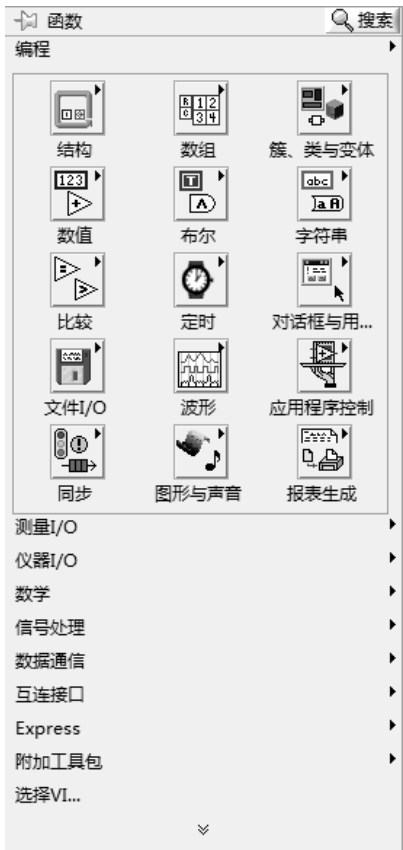 函数 搜索
编程
结构 数组 簇、类与变体
数值 布尔 字符串
比较 定时 对话框与用...
文件I/O 波形 应用程序控制
同步 图形与声音 报表生成
测量I/O
仪器I/O
数学
信号处理
数据通信
互连接口
Express
附加工具包
选择VI...